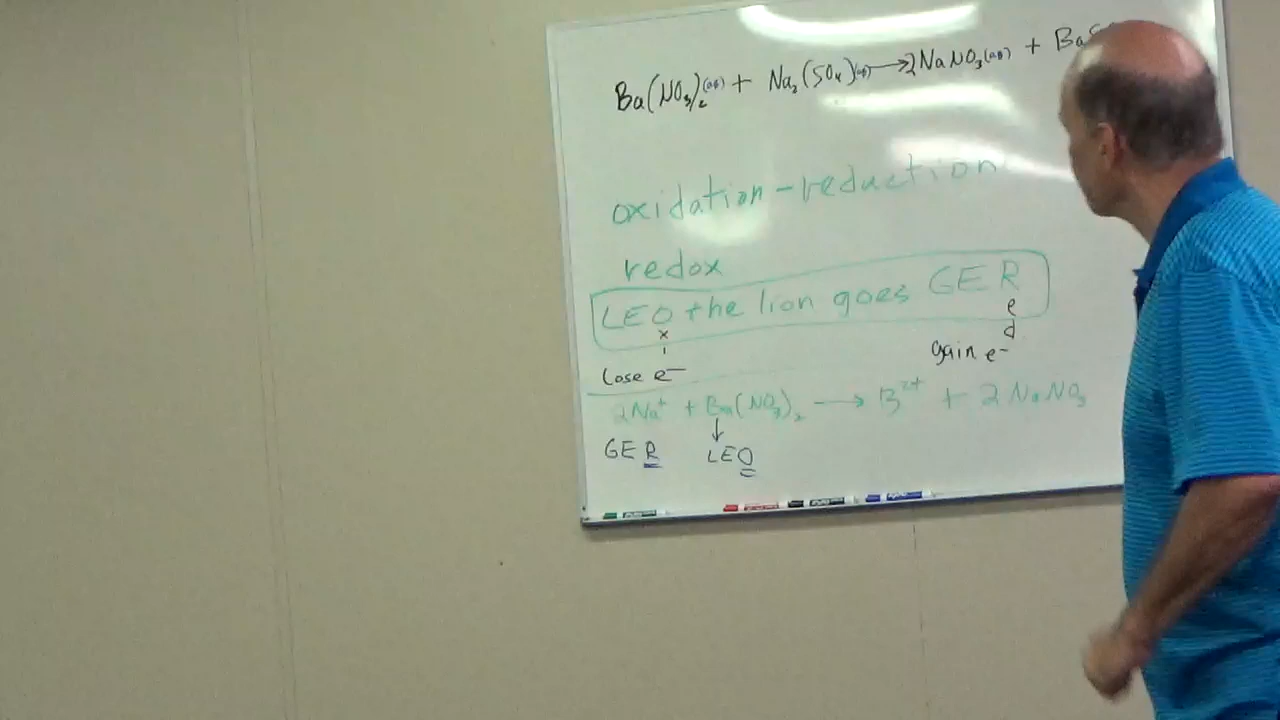 Ba(NO₃)₂(aq) + Na₂(SO₄)(aq) → 2NaNO₃(aq) + Ba
oxidation-reduction
redox
LEO the lion goes GER
x e
i d
lose e⁻ gain e⁻
2Na⁺ + Ba(NO₃)₂ → B²⁺ + 2NaNO₃
↓
GER LEO